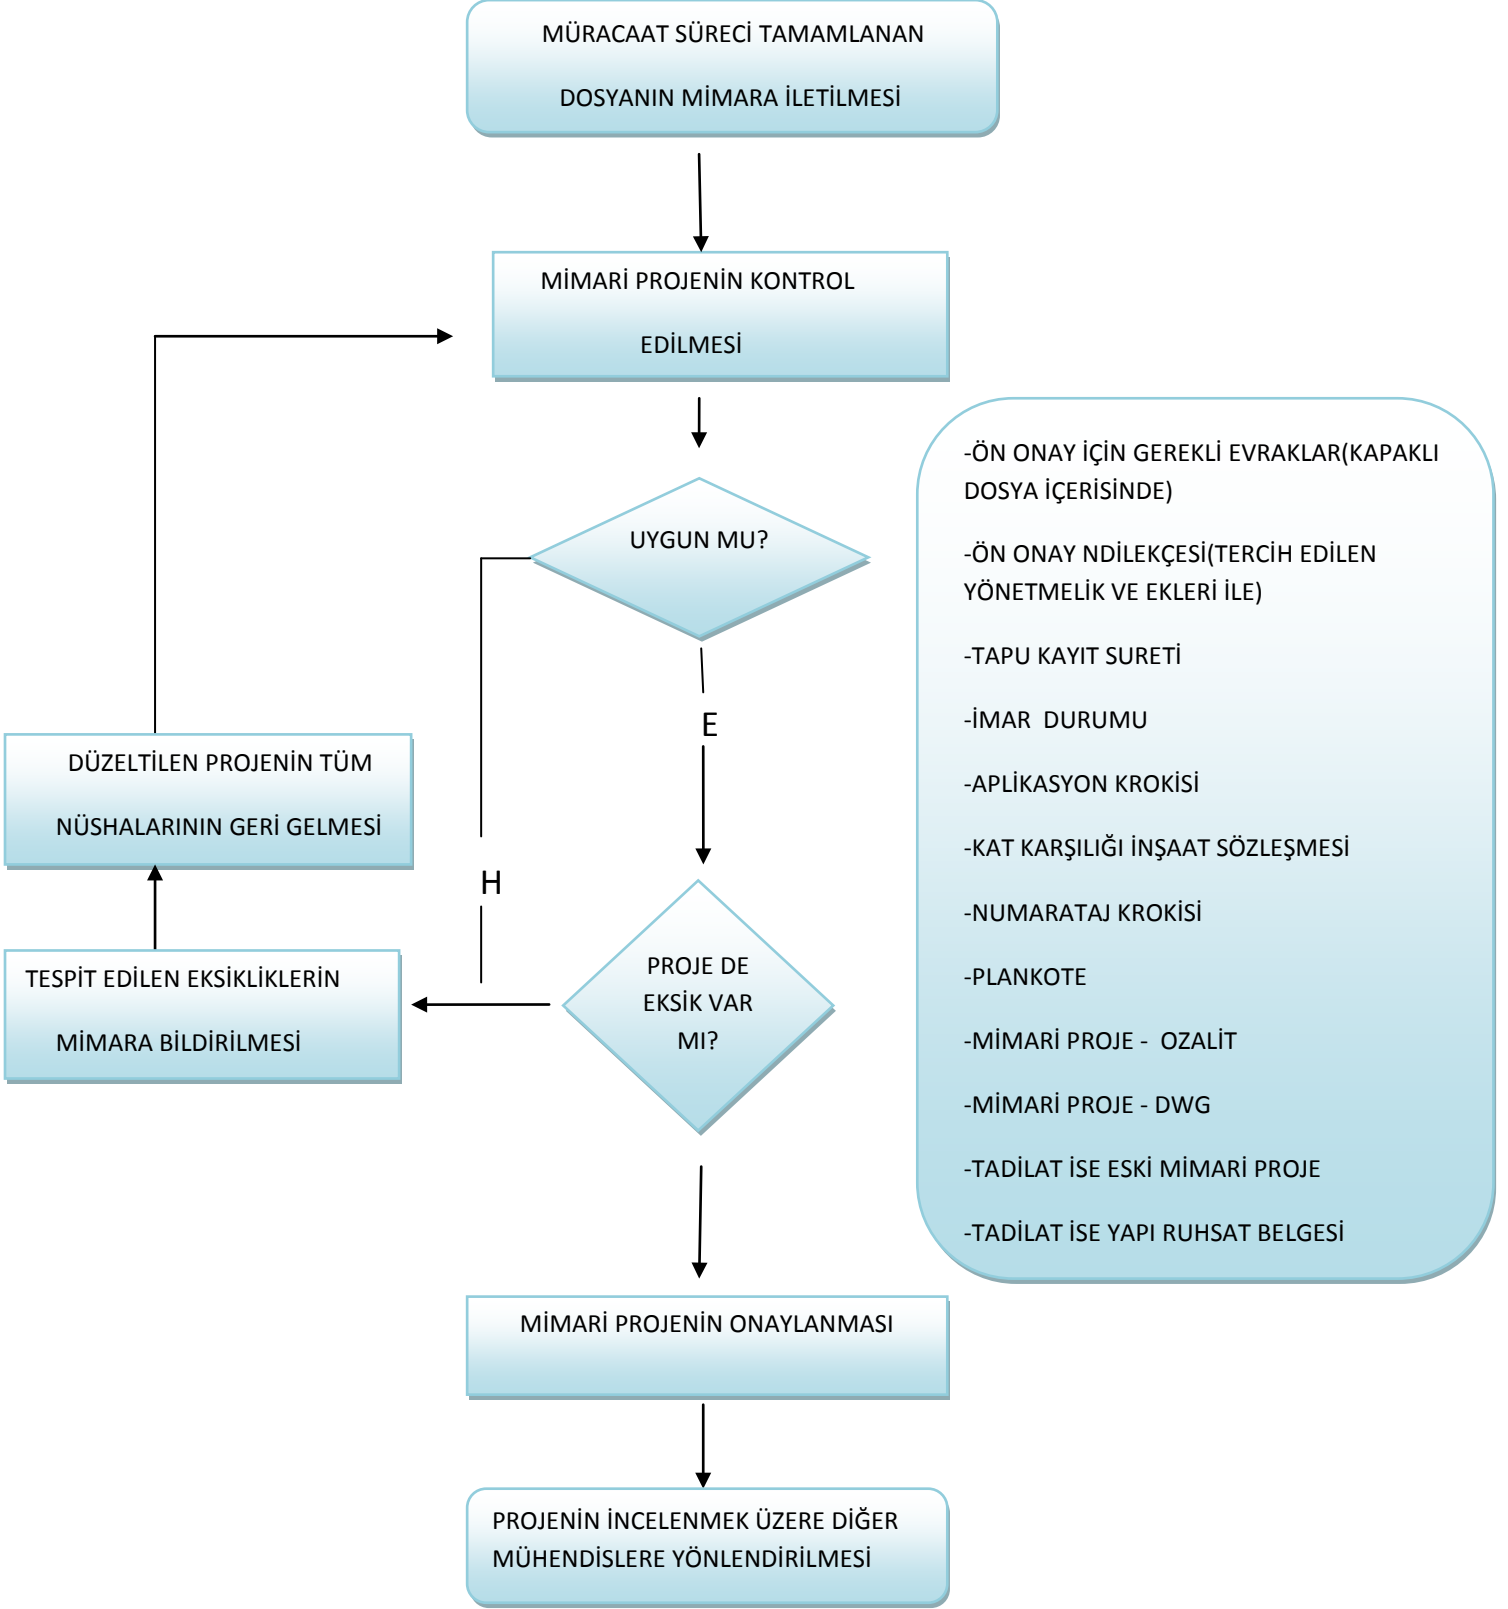 MÜRACAAT SÜRECİ TAMAMLANAN
DOSYANIN MİMARA İLETİLMESİ
MİMARİ PROJENİN KONTROL
EDİLMESİ
UYGUN MU?
E
H
DÜZELTİLEN PROJENİN TÜM
NÜSHALARININ GERİ GELMESİ
TESPİT EDİLEN EKSİKLİKLERİN
MİMARA BİLDİRİLMESİ
PROJE DE
EKSİK VAR
MI?
MİMARİ PROJENİN ONAYLANMASI
PROJENİN İNCELENMEK ÜZERE DİĞER
MÜHENDİSLERE YÖNLENDİRİLMESİ
-ÖN ONAY İÇİN GEREKLİ EVRAKLAR(KAPAKLI
DOSYA İÇERİSİNDE)
-ÖN ONAY NDİLEKÇESİ(TERCİH EDİLEN
YÖNETMELİK VE EKLERİ İLE)
-TAPU KAYIT SURETİ
-İMAR  DURUMU
-APLİKASYON KROKİSİ
-KAT KARŞILIĞI İNŞAAT SÖZLEŞMESİ
-NUMARATAJ KROKİSİ
-PLANKOTE
-MİMARİ PROJE -  OZALİT
-MİMARİ PROJE - DWG
-TADİLAT İSE ESKİ MİMARİ PROJE
-TADİLAT İSE YAPI RUHSAT BELGESİ